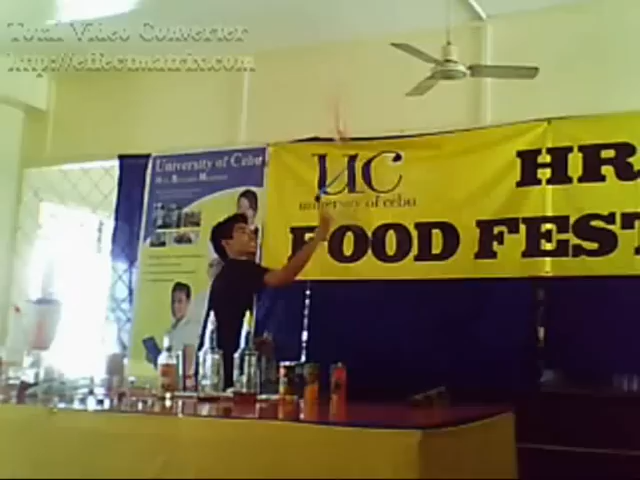 Total Video Converter
http://effectmatrix.com
University of Cebu
UC
university of cebu
HR
FOOD FEST